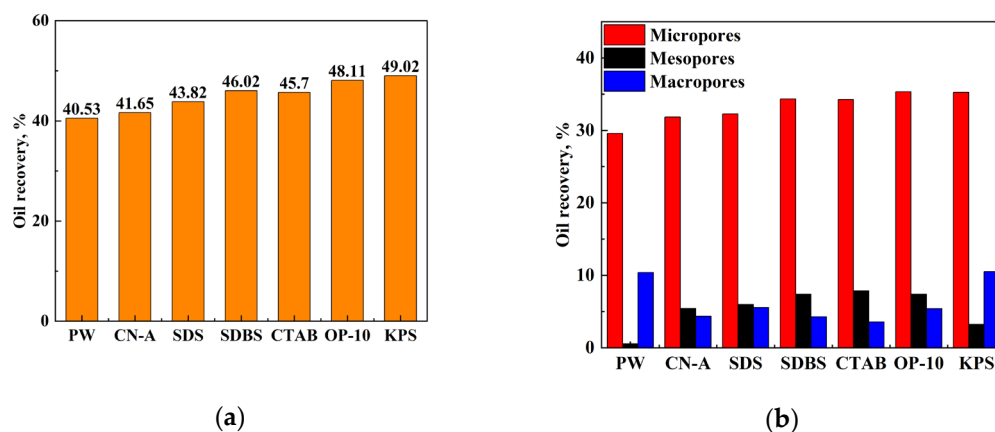 60
40
20
0
Oil recovery, %
40.53
41.65
43.82
46.02
45.7
48.11
49.02
PW CN-A SDS SDBS CTAB OP-10 KPS
(a)
Micropores
Mesopores
Macropores
40
30
20
10
0
Oil recovery, %
PW CN-A SDS SDBS CTAB OP-10 KPS
(b)